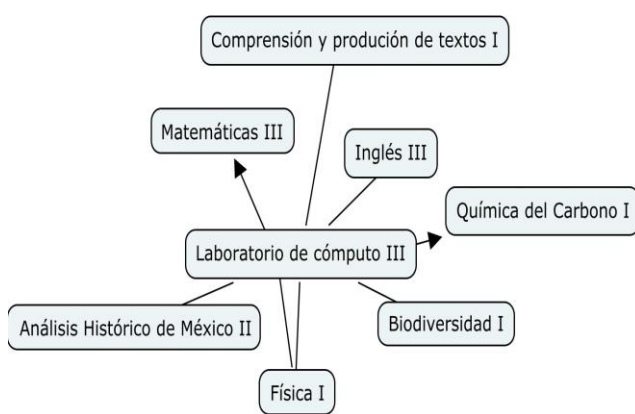 Comprensión y produción de textos I
Matemáticas III
Inglés III
Química del Carbono I
Laboratorio de cómputo III
Análisis Histórico de México II
Biodiversidad I
Física I